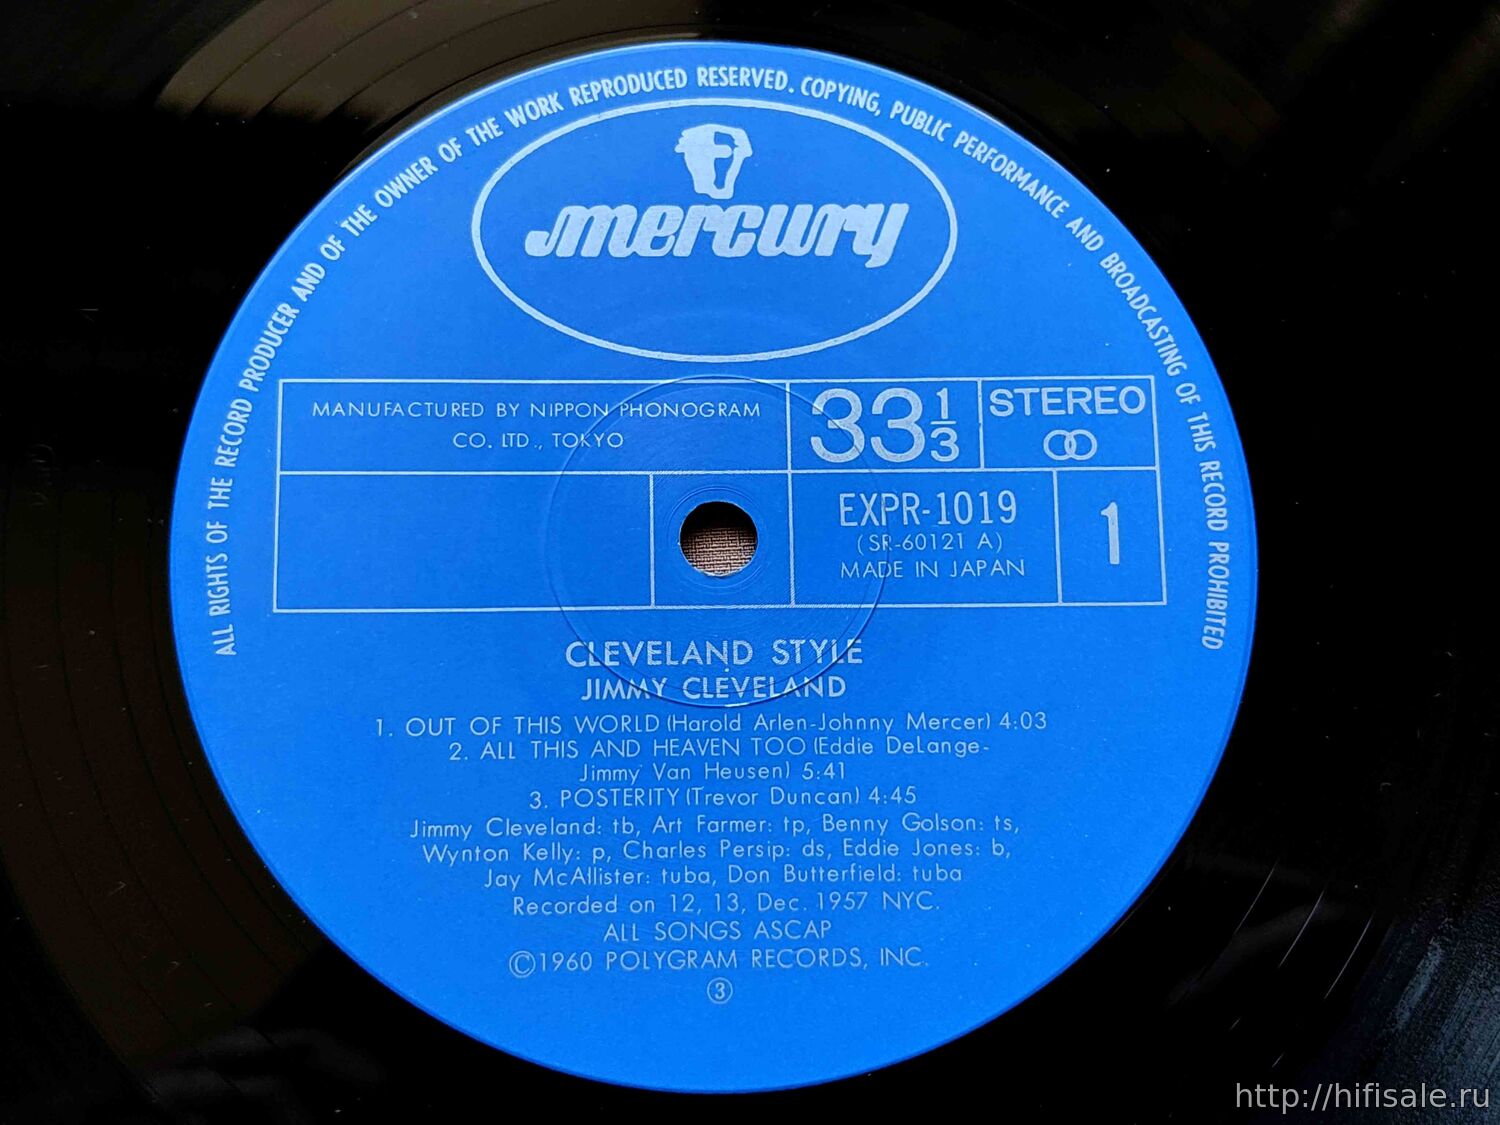 ALL RIGHTS OF THE RECORD PRODUCER AND OF THE OWNER OF THE WORK REPRODUCED RESERVED. COPYING, PUBLIC PERFORMANCE AND BROADCASTING OF THIS RECORD PROHIBITED
mercury
MANUFACTURED BY NIPPON PHONOGRAM
CO. LTD., TOKYO
33 1/3
STEREO
EXPR-1019
(SR-60121 A)
MADE IN JAPAN
1
CLEVELAND STYLE
JIMMY CLEVELAND
1. OUT OF THIS WORLD (Harold Arlen-Johnny Mercer) 4:03
2. ALL THIS AND HEAVEN TOO (Eddie DeLange-
Jimmy Van Heusen) 5:41
3. POSTERITY (Trevor Duncan) 4:45
Jimmy Cleveland: tb, Art Farmer: tp, Benny Golson: ts,
Wynton Kelly: p, Charles Persip: ds, Eddie Jones: b,
Jay McAllister: tuba, Don Butterfield: tuba
Recorded on 12, 13, Dec. 1957 NYC.
ALL SONGS ASCAP
©1960 POLYGRAM RECORDS, INC.
③
http://hifisale.ru